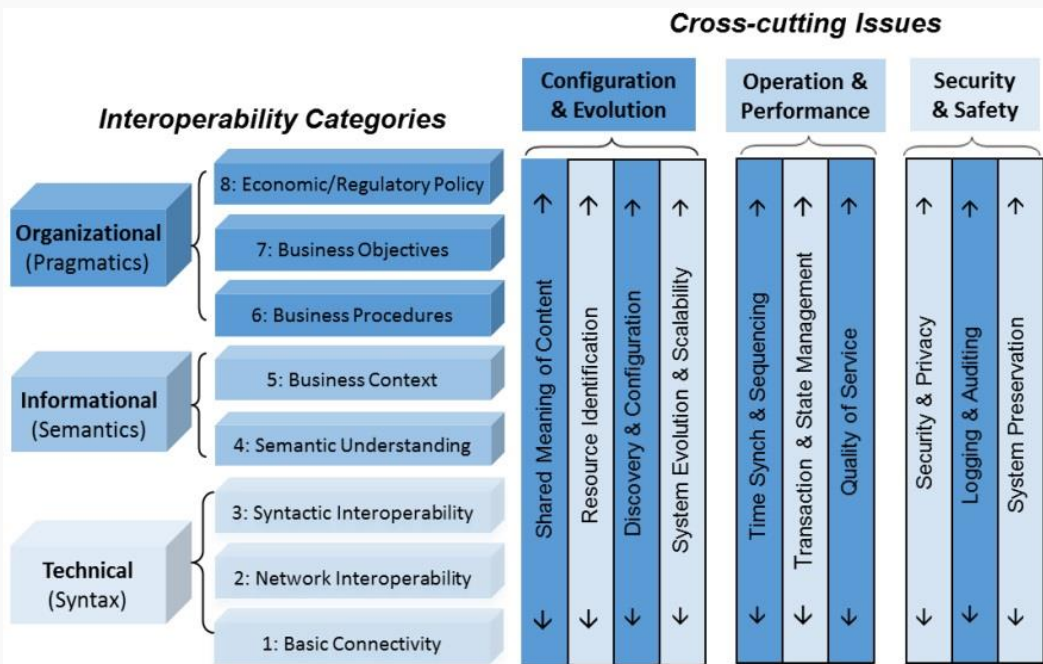 Cross-cutting Issues
Configuration
& Evolution
Operation &
Performance
Security
& Safety
Interoperability Categories
Organizational
(Pragmatics)
8: Economic/Regulatory Policy
7: Business Objectives
6: Business Procedures
Informational
(Semantics)
5: Business Context
4: Semantic Understanding
Technical
(Syntax)
3: Syntactic Interoperability
2: Network Interoperability
1: Basic Connectivity
Shared Meaning of Content
Resource Identification
Discovery & Configuration
System Evolution & Scalability
Time Synch & Sequencing
Transaction & State Management
Quality of Service
Security & Privacy
Logging & Auditing
System Preservation